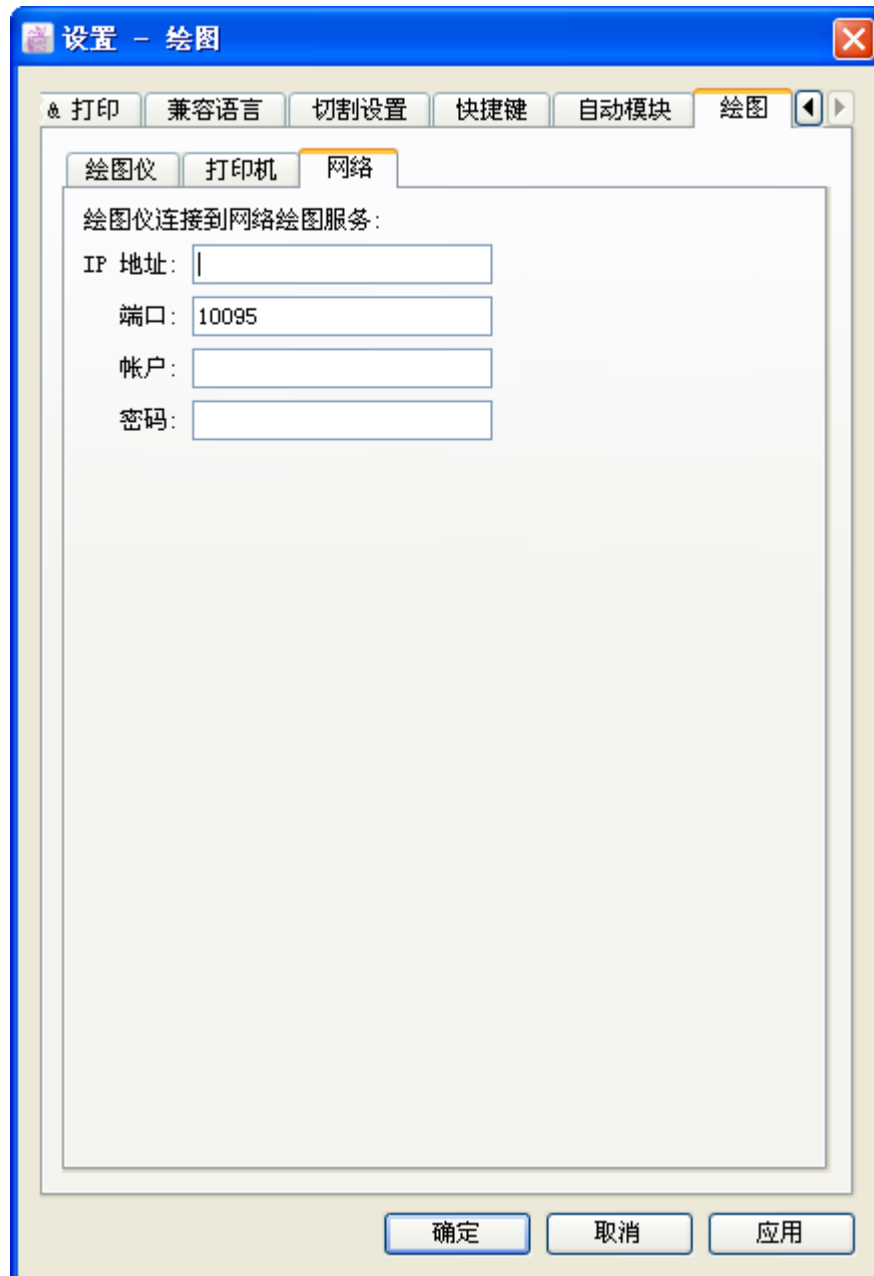 设置 - 绘图
& 打印 兼容语言 切割设置 快捷键 自动模块 绘图
绘图仪 打印机 网络
绘图仪连接到网络绘图服务:
IP 地址:
端口: 10095
帐户:
密码:
确定 取消 应用